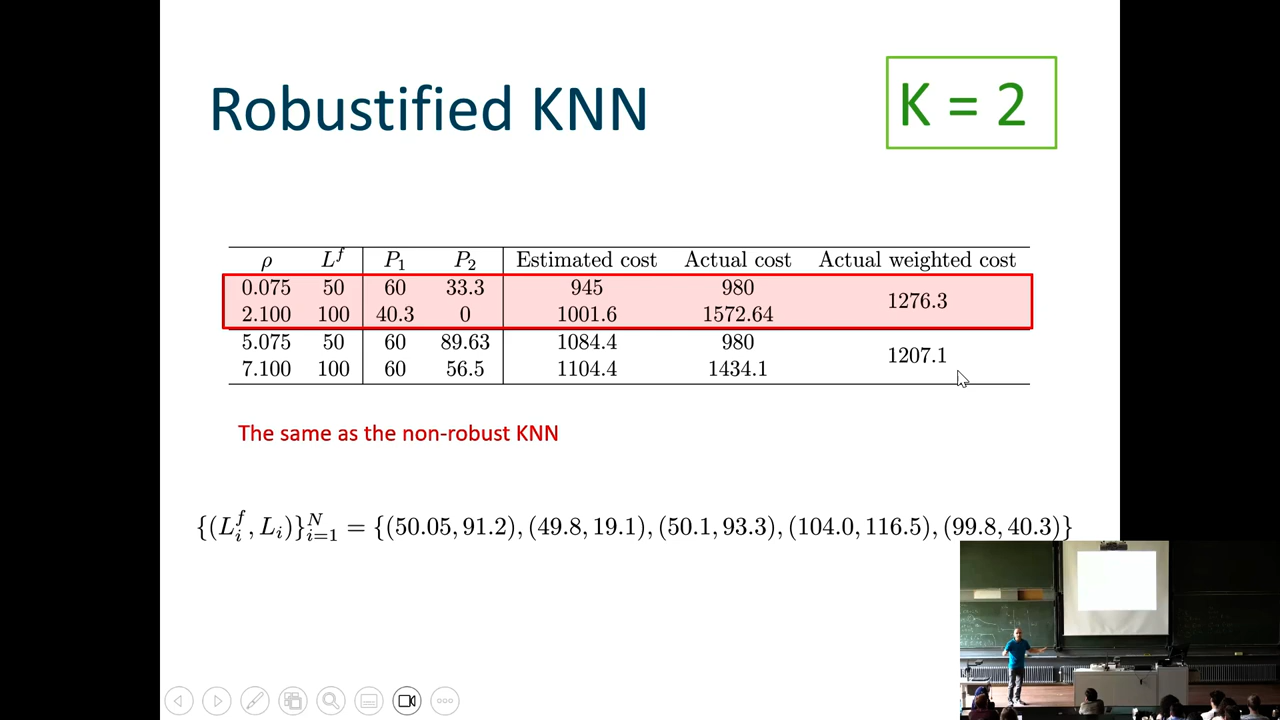 Robustified KNN
K = 2
ρ L^f P_1 P_2 Estimated cost Actual cost Actual weighted cost
0.075 50 60 33.3 945 980 1276.3
2.100 100 40.3 0 1001.6 1572.64
5.075 50 60 89.63 1084.4 980 1207.1
7.100 100 60 56.5 1104.4 1434.1
The same as the non-robust KNN
{(L_i^f, L_i)}_{i=1}^N = {(50.05, 91.2), (49.8, 19.1), (50.1, 93.3), (104.0, 116.5), (99.8, 40.3)}